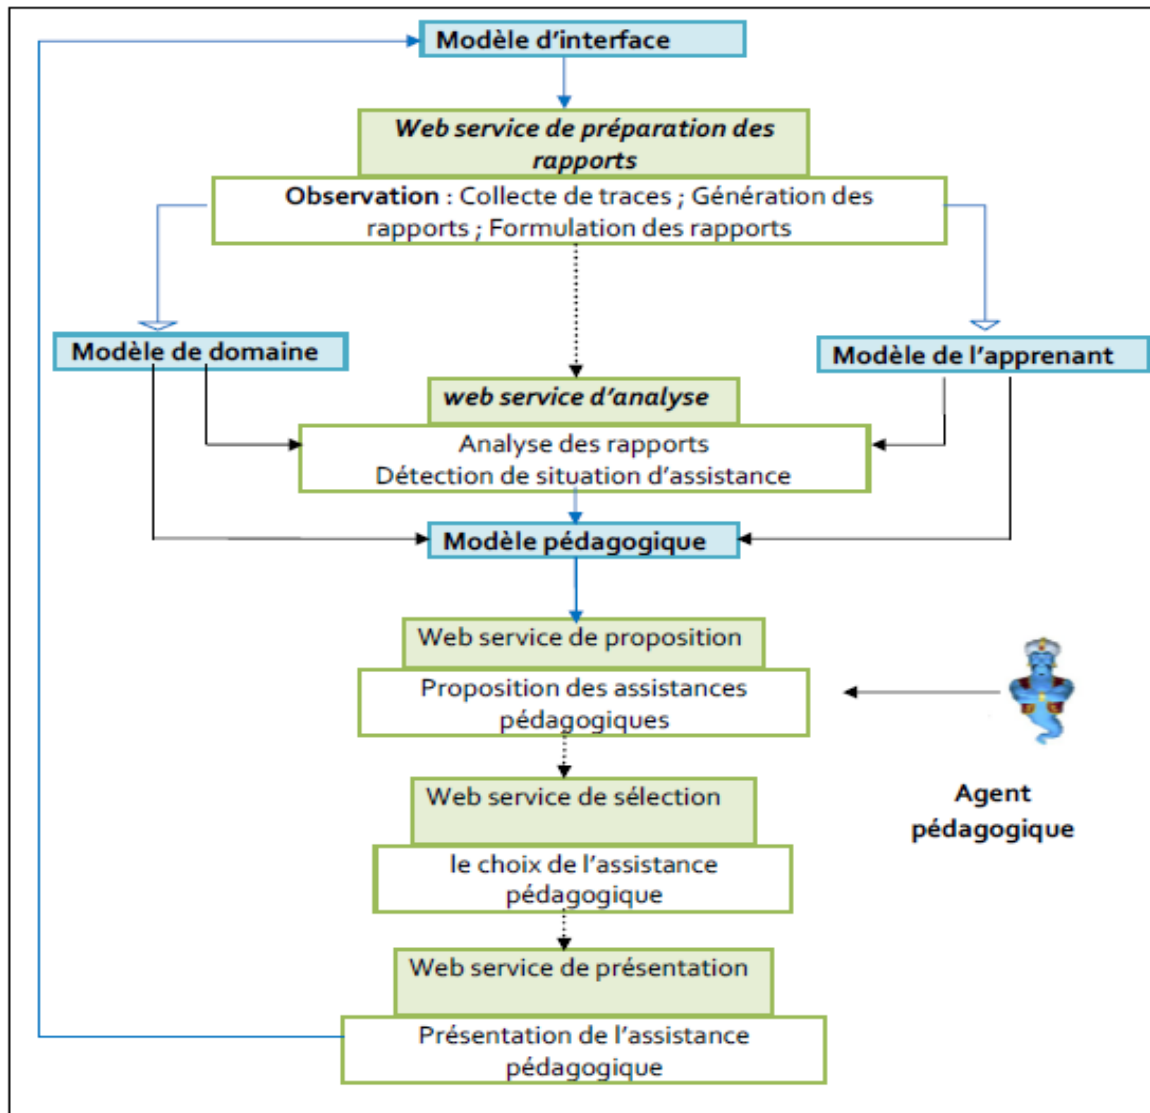 Modèle d'interface
Web service de préparation des
rapports
Observation : Collecte de traces ; Génération des
rapports ; Formulation des rapports
Modèle de domaine
Modèle de l'apprenant
web service d'analyse
Analyse des rapports
Détection de situation d'assistance
Modèle pédagogique
Web service de proposition
Proposition des assistances
pédagogiques
Agent
pédagogique
Web service de sélection
le choix de l'assistance
pédagogique
Web service de présentation
Présentation de l'assistance
pédagogique